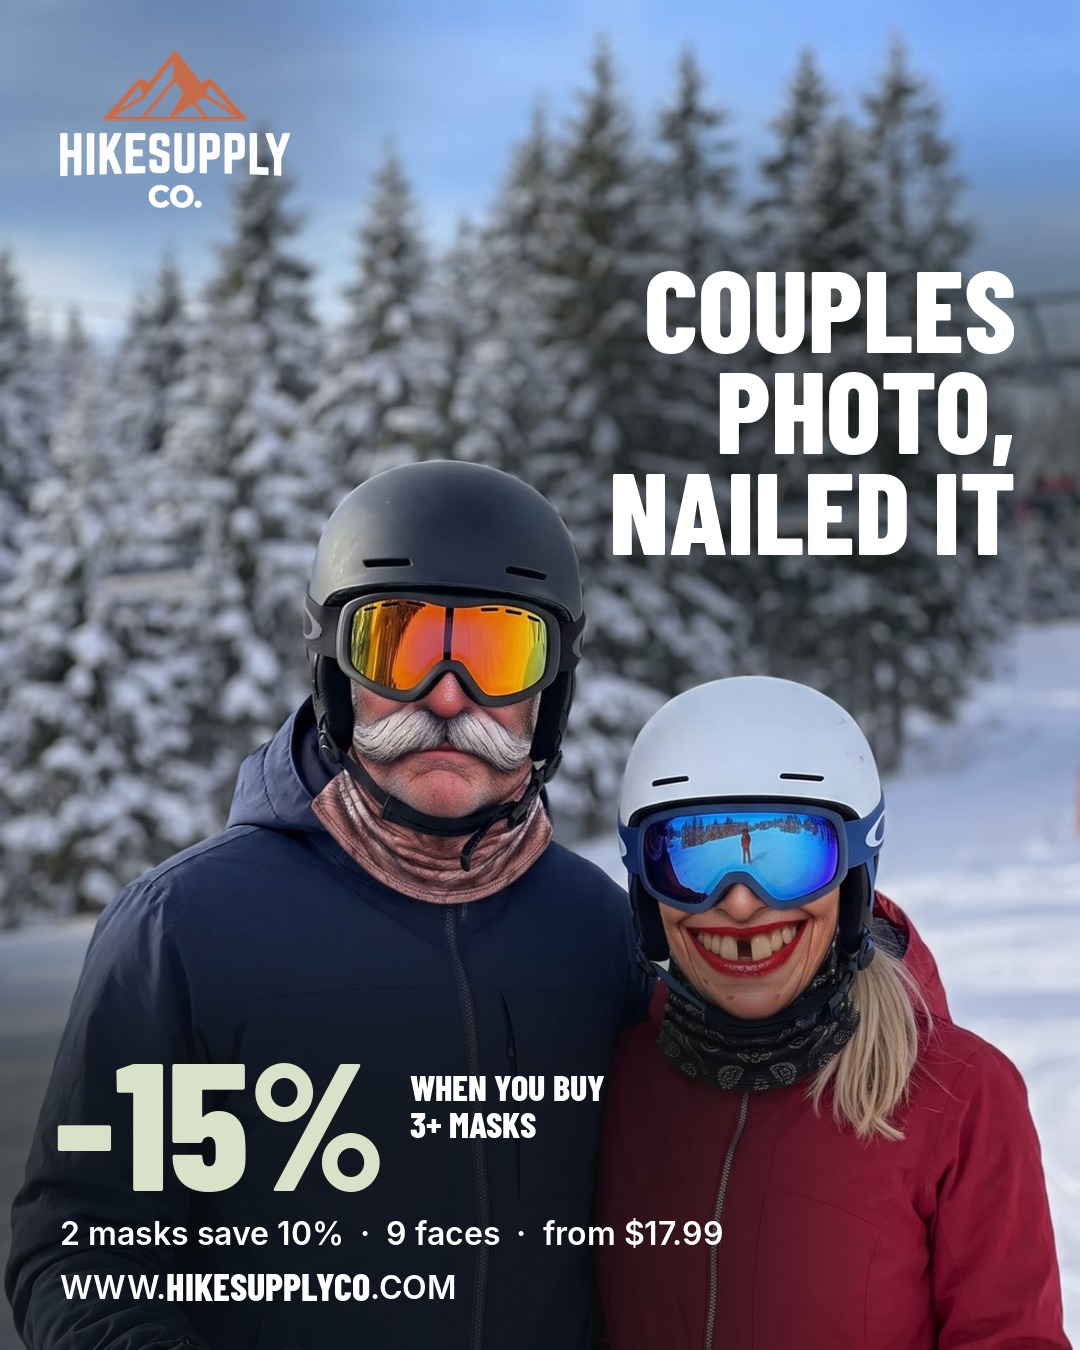 HIKESUPPLY
CO.
COUPLES
PHOTO,
NAILED IT
-15%
WHEN YOU BUY
3+ MASKS
2 masks save 10% · 9 faces · from $17.99
WWW.HIKESUPPLYCO.COM